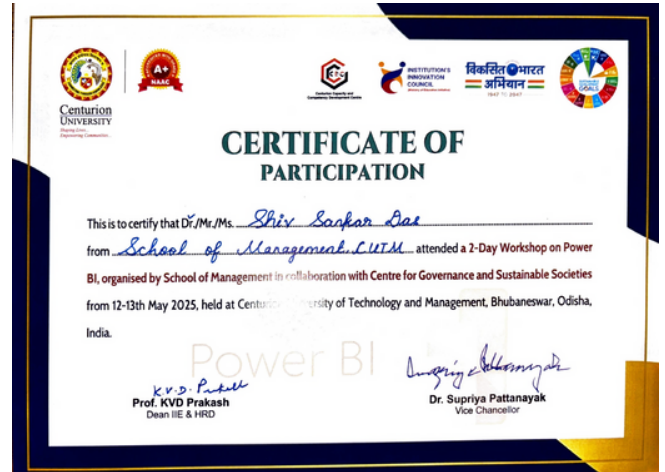 Centurion
UNIVERSITY
Shaping Lives...
Empowering Communities...
A+
NAAC
Centurion Capacity and
Competency Development Centre
INSTITUTION'S
INNOVATION
COUNCIL
विकसित भारत
अभियान
1947 TO 2047
GOALS
CERTIFICATE OF
PARTICIPATION
This is to certify that Dr./Mr./Ms. Shiv Sankar Das
from School of Management, CUTM attended a 2-Day Workshop on Power
BI, organised by School of Management in collaboration with Centre for Governance and Sustainable Societies
from 12-13th May 2025, held at Centurion University of Technology and Management, Bhubaneswar, Odisha,
India.
Power BI
Prof. KVD Prakash
Dean IIE & HRD
Dr. Supriya Pattanayak
Vice Chancellor